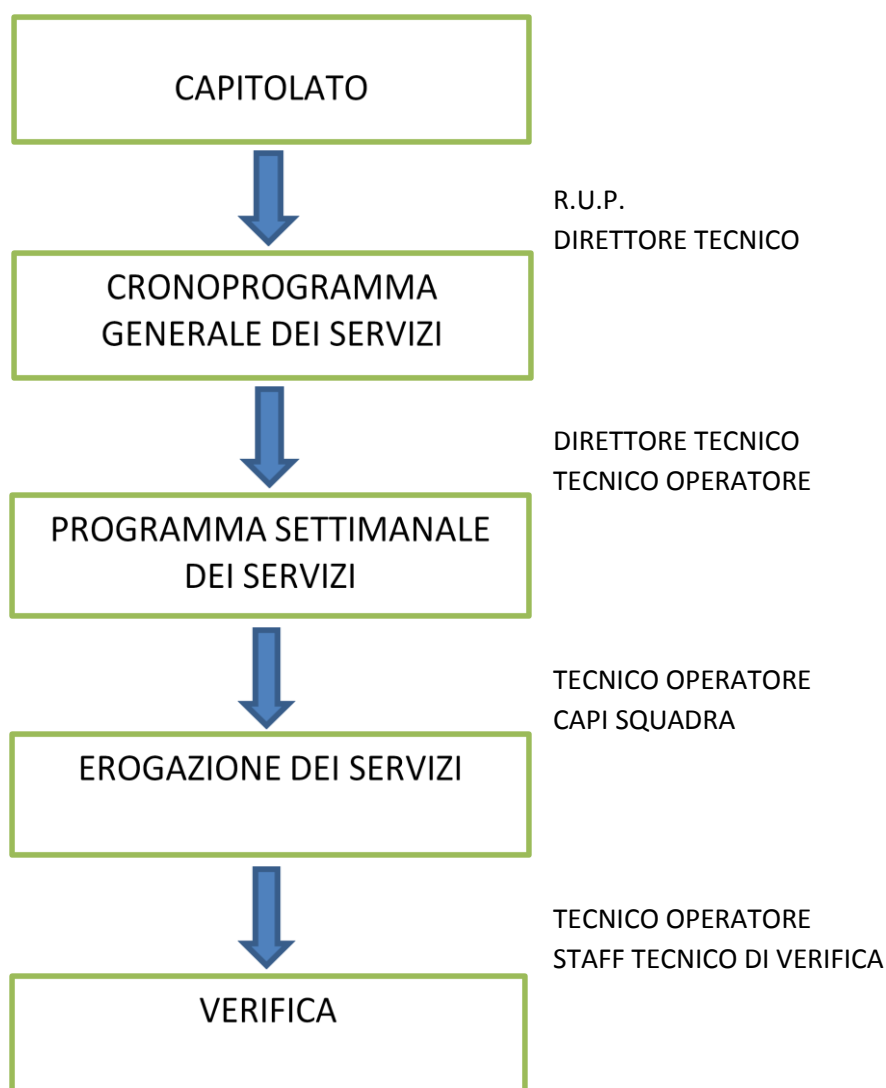 CAPITOLATO
R.U.P.
DIRETTORE TECNICO
CRONOPROGRAMMA
GENERALE DEI SERVIZI
DIRETTORE TECNICO
TECNICO OPERATORE
PROGRAMMA SETTIMANALE
DEI SERVIZI
TECNICO OPERATORE
CAPI SQUADRA
EROGAZIONE DEI SERVIZI
TECNICO OPERATORE
STAFF TECNICO DI VERIFICA
VERIFICA